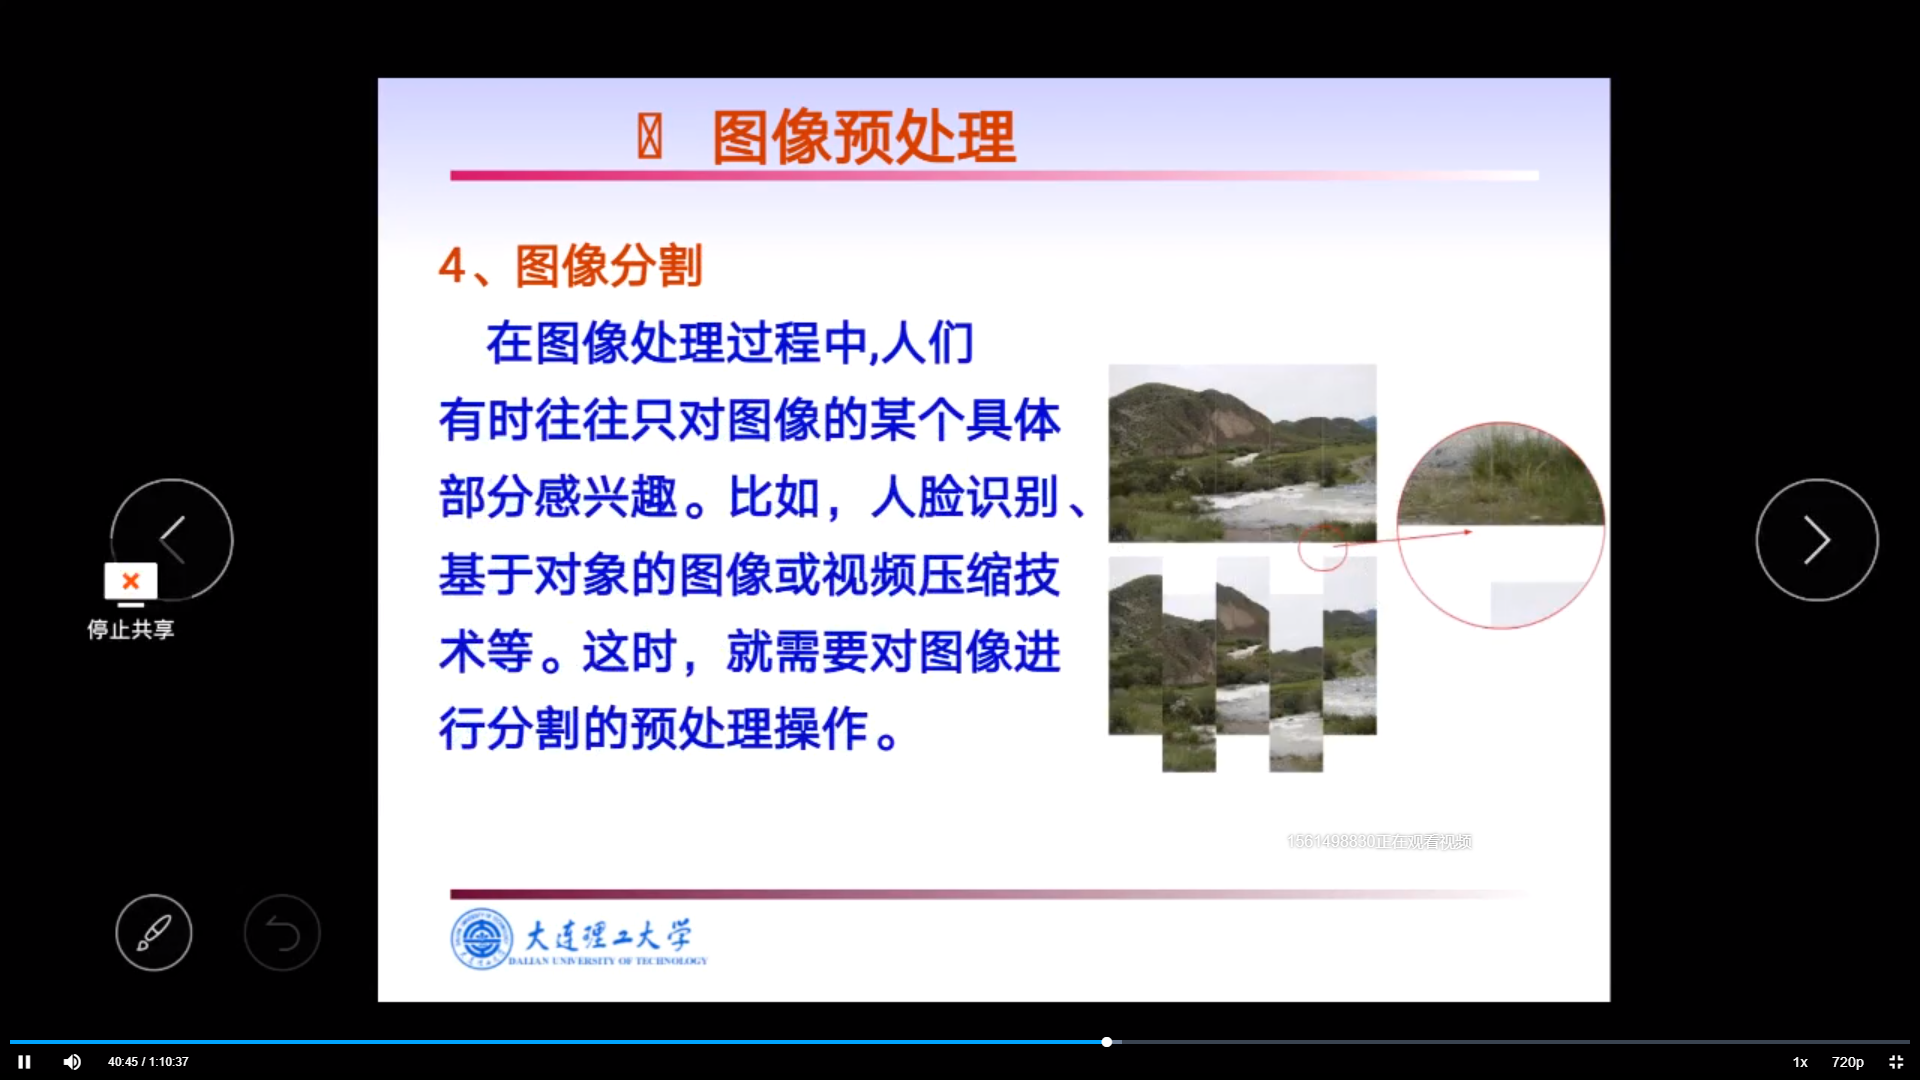 图像预处理
4、图像分割
在图像处理过程中,人们
有时往往只对图像的某个具体
部分感兴趣。比如，人脸识别、
基于对象的图像或视频压缩技
术等。这时，就需要对图像进
行分割的预处理操作。
停止共享
1561498830正在观看视频
大连理工大学
DALIAN UNIVERSITY OF TECHNOLOGY
40:45 / 1:10:37
1x
720p